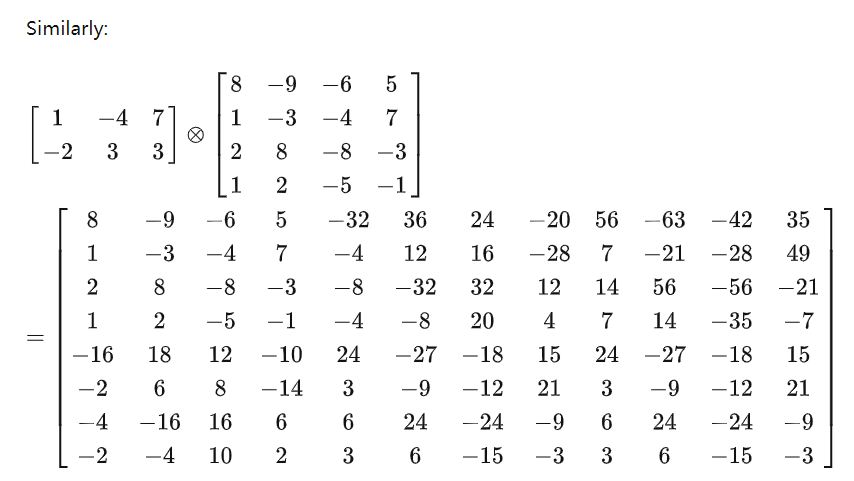 Similarly:
[ 1 −4 7 ; −2 3 3 ] ⊗ [ 8 −9 −6 5 ; 1 −3 −4 7 ; 2 8 −8 −3 ; 1 2 −5 −1 ]
= [ 8 −9 −6 5 −32 36 24 −20 56 −63 −42 35
1 −3 −4 7 −4 12 16 −28 7 −21 −28 49
2 8 −8 −3 −8 −32 32 12 14 56 −56 −21
1 2 −5 −1 −4 −8 20 4 7 14 −35 −7
−16 18 12 −10 24 −27 −18 15 24 −27 −18 15
−2 6 8 −14 3 −9 −12 21 3 −9 −12 21
−4 −16 16 6 6 24 −24 −9 6 24 −24 −9
−2 −4 10 2 3 6 −15 −3 3 6 −15 −3 ]